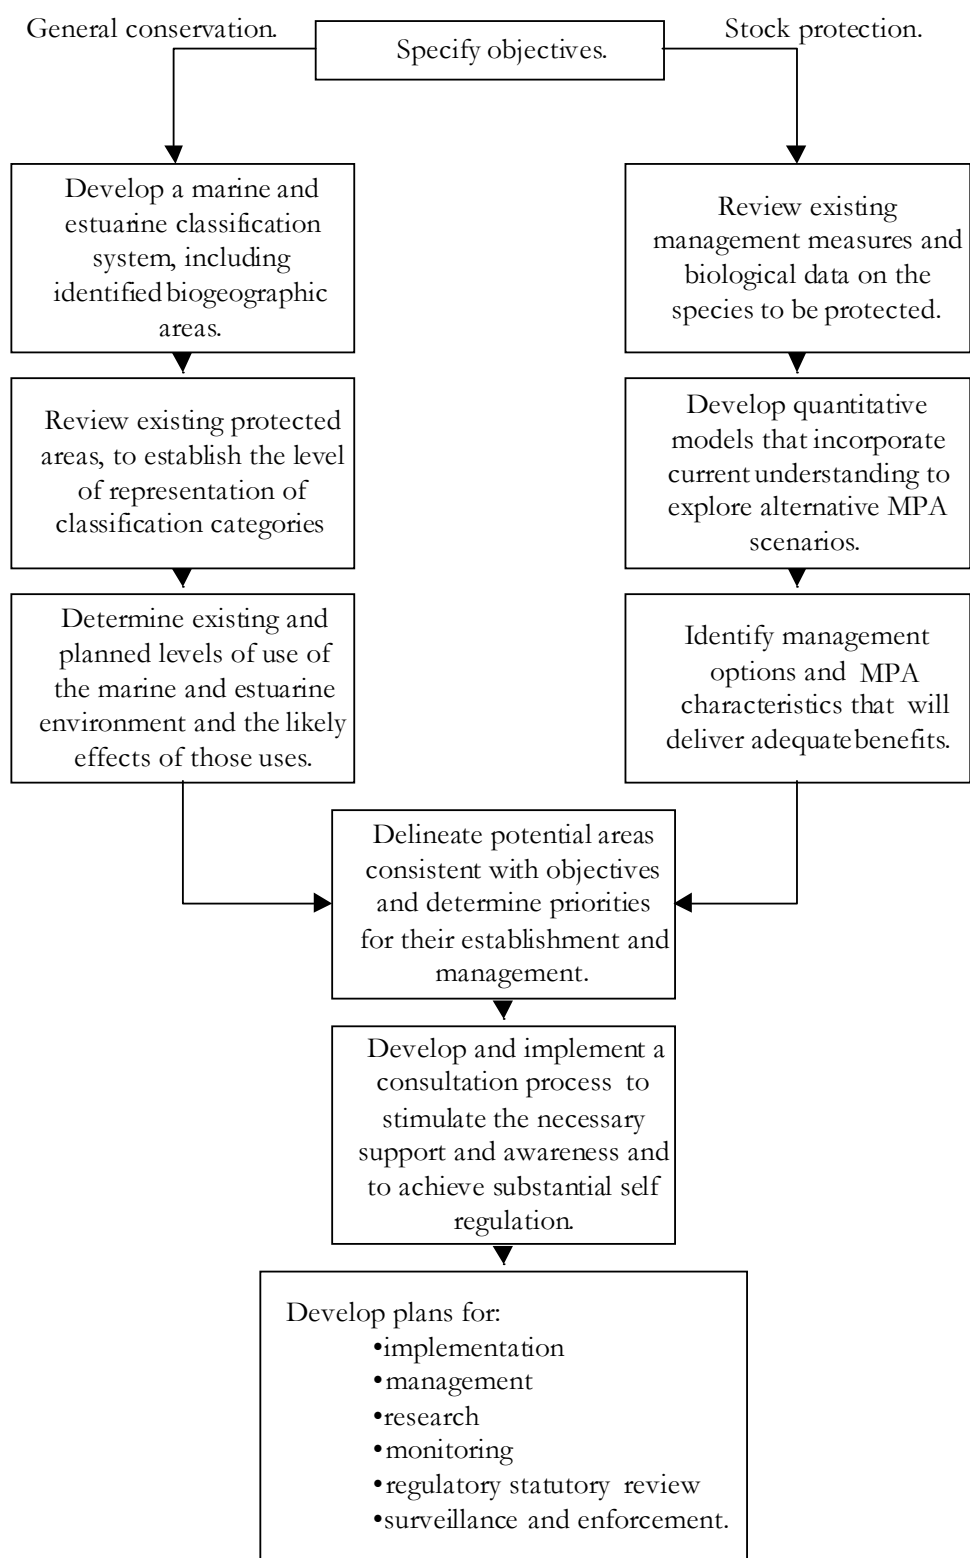 General conservation.
Specify objectives.
Stock protection.
Develop a marine and
estuarine classification
system, including
identified biogeographic
areas.
Review existing protected
areas, to establish the level
of representation of
classification categories
Determine existing and
planned levels of use of
the marine and estuarine
environment and the likely
effects of those uses.
Review existing
management measures and
biological data on the
species to be protected.
Develop quantitative
models that incorporate
current understanding to
explore alternative MPA
scenarios.
Identify management
options and MPA
characteristics that will
deliver adequate benefits.
Delineate potential areas
consistent with objectives
and determine priorities
for their establishment and
management.
Develop and implement a
consultation process to
stimulate the necessary
support and awareness and
to achieve substantial self
regulation.
Develop plans for:
•implementation
•management
•research
•monitoring
•regulatory statutory review
•surveillance and enforcement.